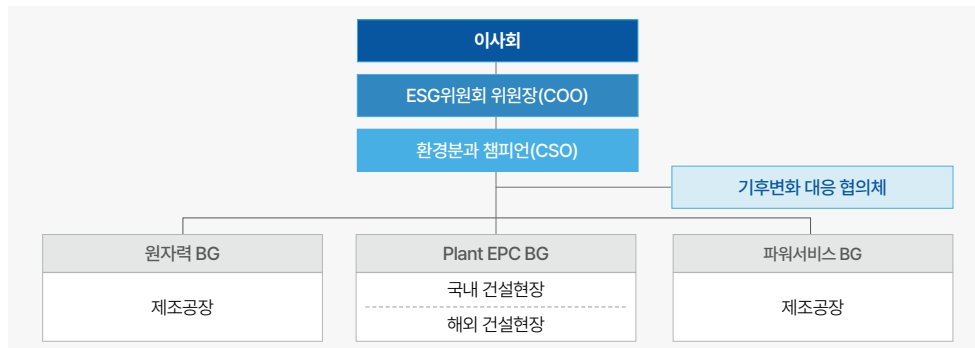 이사회
ESG위원회 위원장(COO)
환경분과 챔피언(CSO)
기후변화 대응 협의체
원자력 BG
Plant EPC BG
파워서비스 BG
제조공장
국내 건설현장
해외 건설현장
제조공장